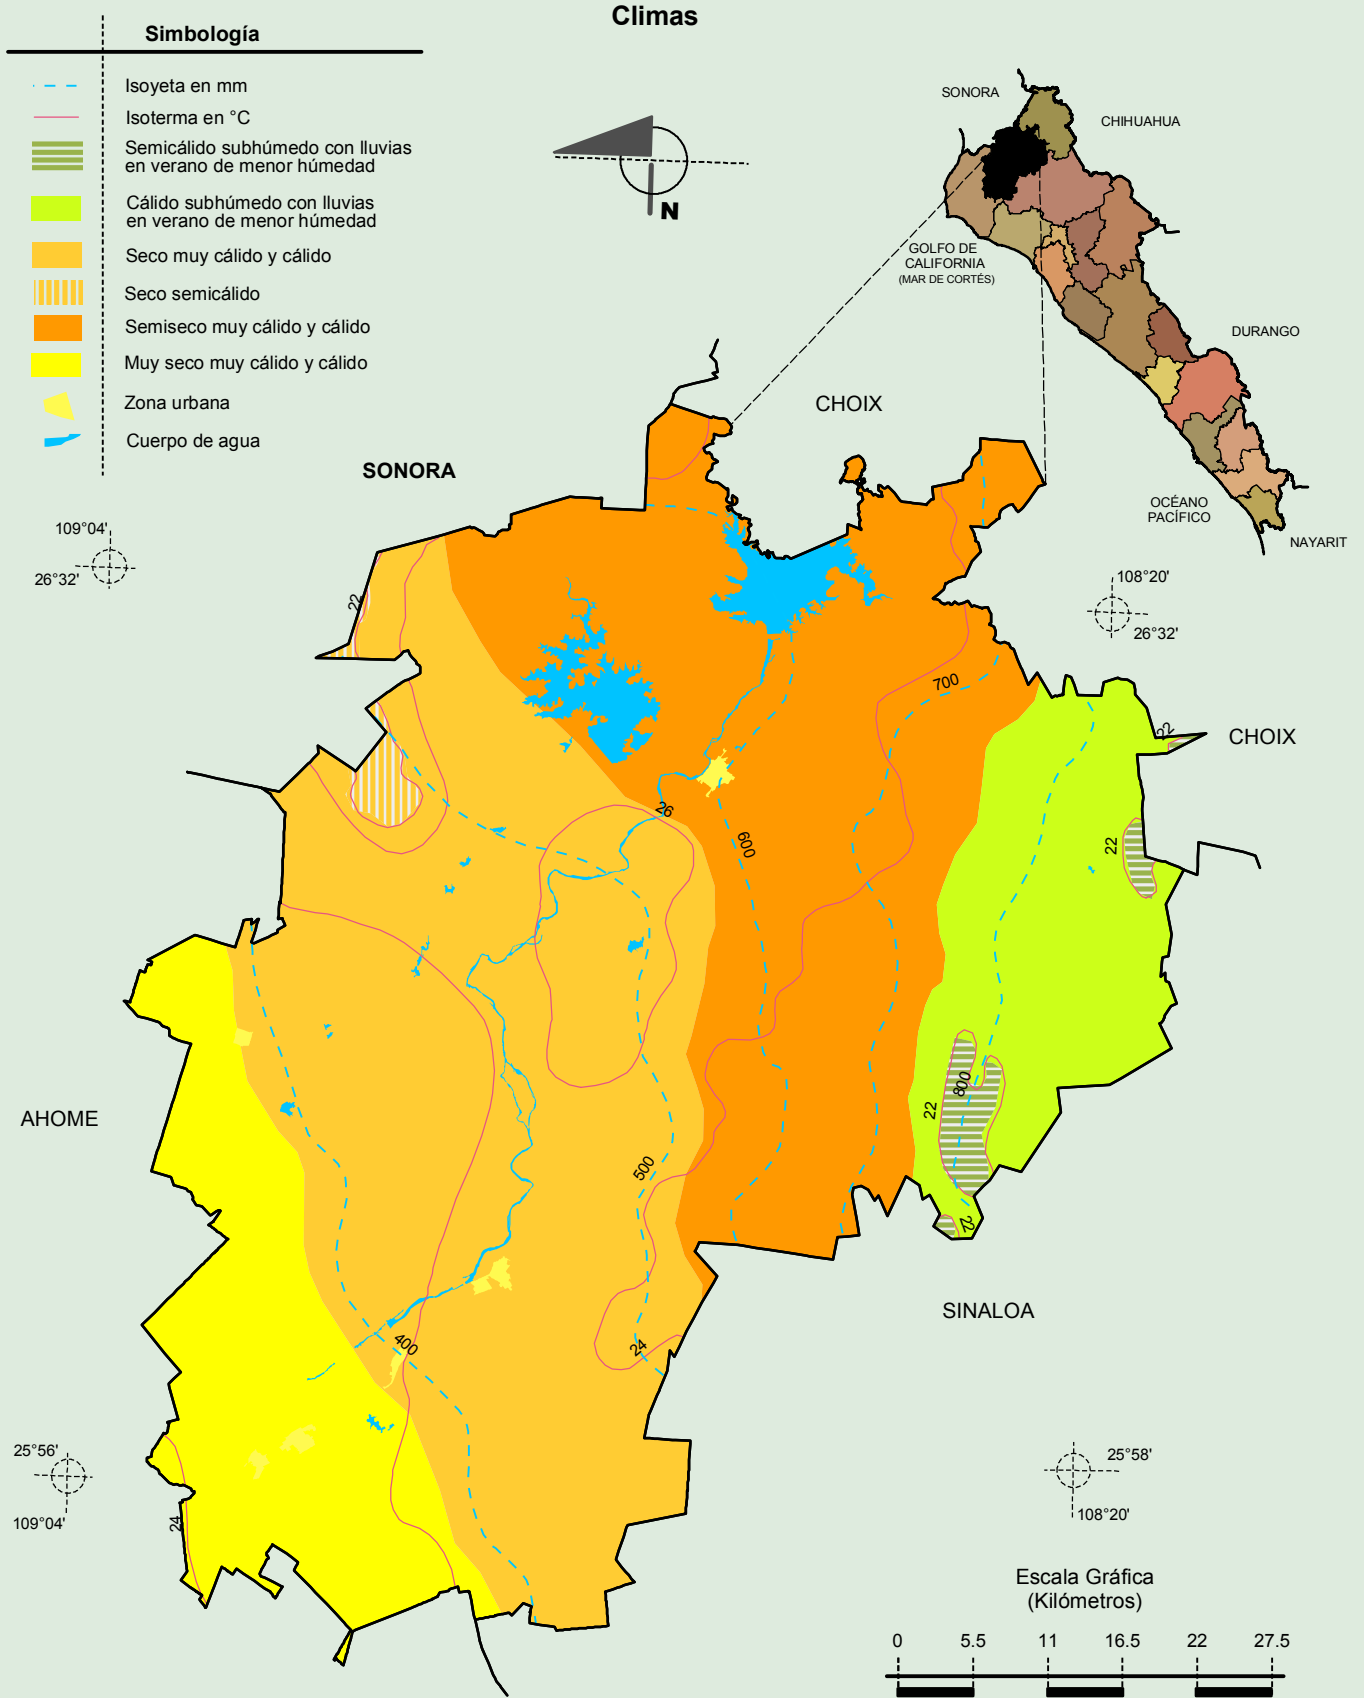 Climas
Simbología
Isoyeta en mm
Isoterma en °C
Semicálido subhúmedo con lluvias
en verano de menor húmedad
Cálido subhúmedo con lluvias
en verano de menor húmedad
Seco muy cálido y cálido
Seco semicálido
Semiseco muy cálido y cálido
Muy seco muy cálido y cálido
Zona urbana
Cuerpo de agua
N
SONORA
CHIHUAHUA
GOLFO DE
CALIFORNIA
(MAR DE CORTÉS)
DURANGO
OCÉANO
PACÍFICO
NAYARIT
CHOIX
SONORA
109°04'
26°32'
108°20'
26°32'
22
700
22
CHOIX
26
600
22
800
22
AHOME
500
22
SINALOA
24
400
25°56'
109°04'
24
25°58'
108°20'
Escala Gráfica
(Kilómetros)
0 5.5 11 16.5 22 27.5